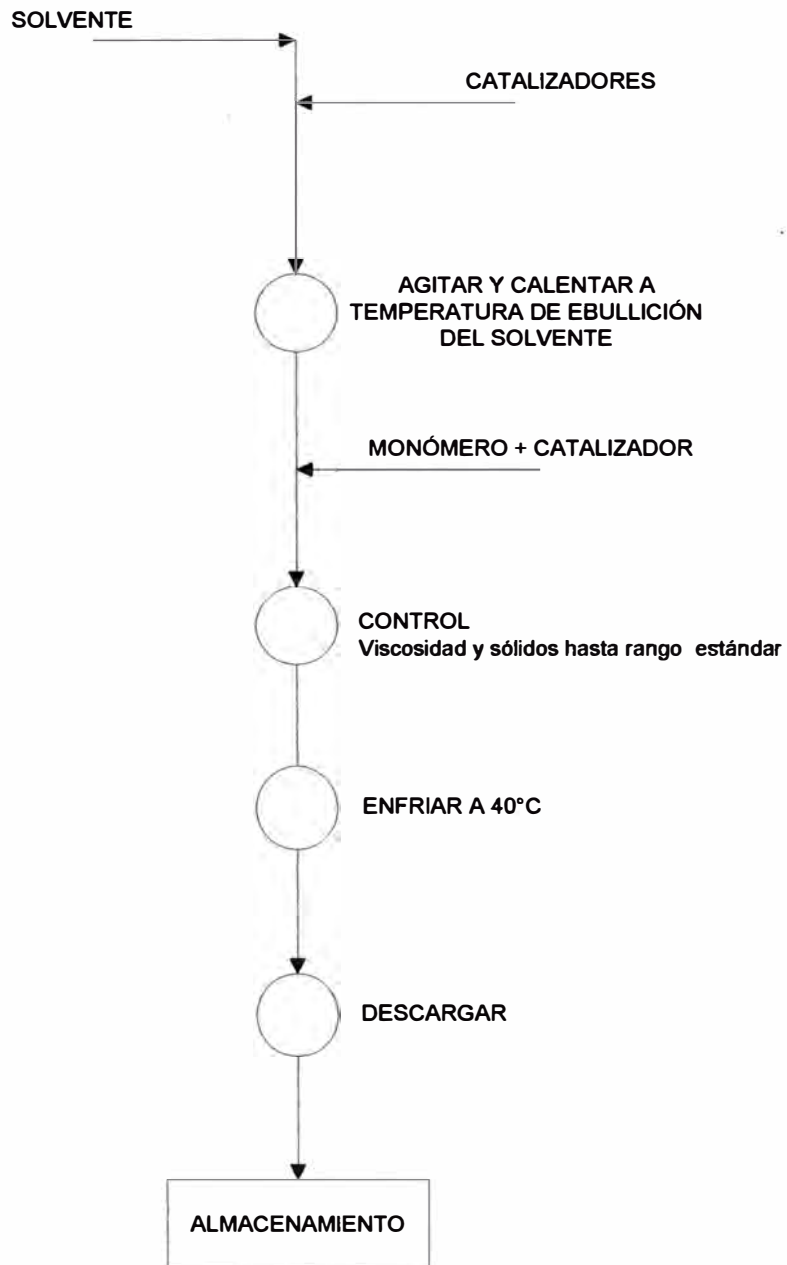 SOLVENTE
CATALIZADORES
AGITAR Y CALENTAR A
TEMPERATURA DE EBULLICIÓN
DEL SOLVENTE
MONÓMERO + CATALIZADOR
CONTROL
Viscosidad y sólidos hasta rango estándar
ENFRIAR A 40°C
DESCARGAR
ALMACENAMIENTO